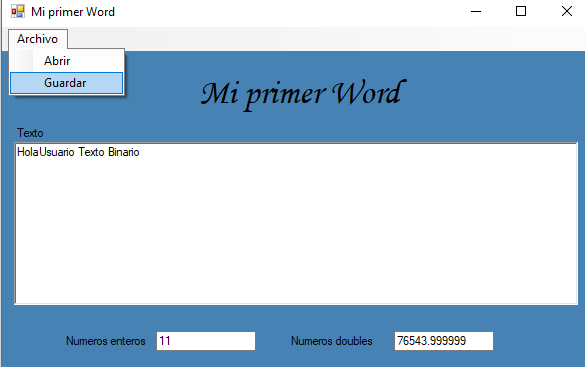 Mi primer Word
Archivo
Abrir
Guardar
Mi primer Word
Texto
HolaUsuario Texto Binario
Numeros enteros 11 Numeros doubles 76543.999999